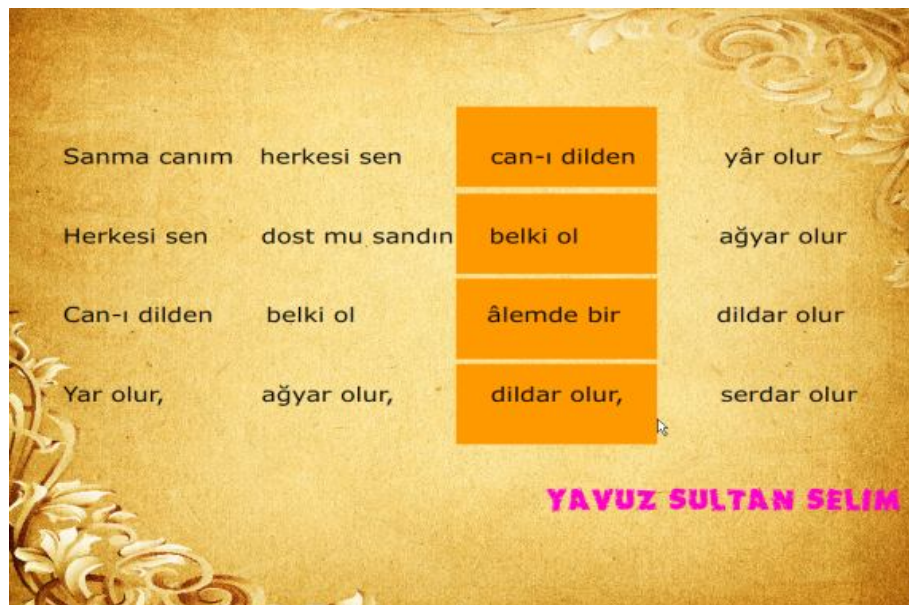 Sanma canım herkesi sen can-ı dilden yâr olur
Herkesi sen dost mu sandın belki ol ağyar olur
Can-ı dilden belki ol âlemde bir dildar olur
Yar olur, ağyar olur, dildar olur, serdar olur
YAVUZ SULTAN SELIM